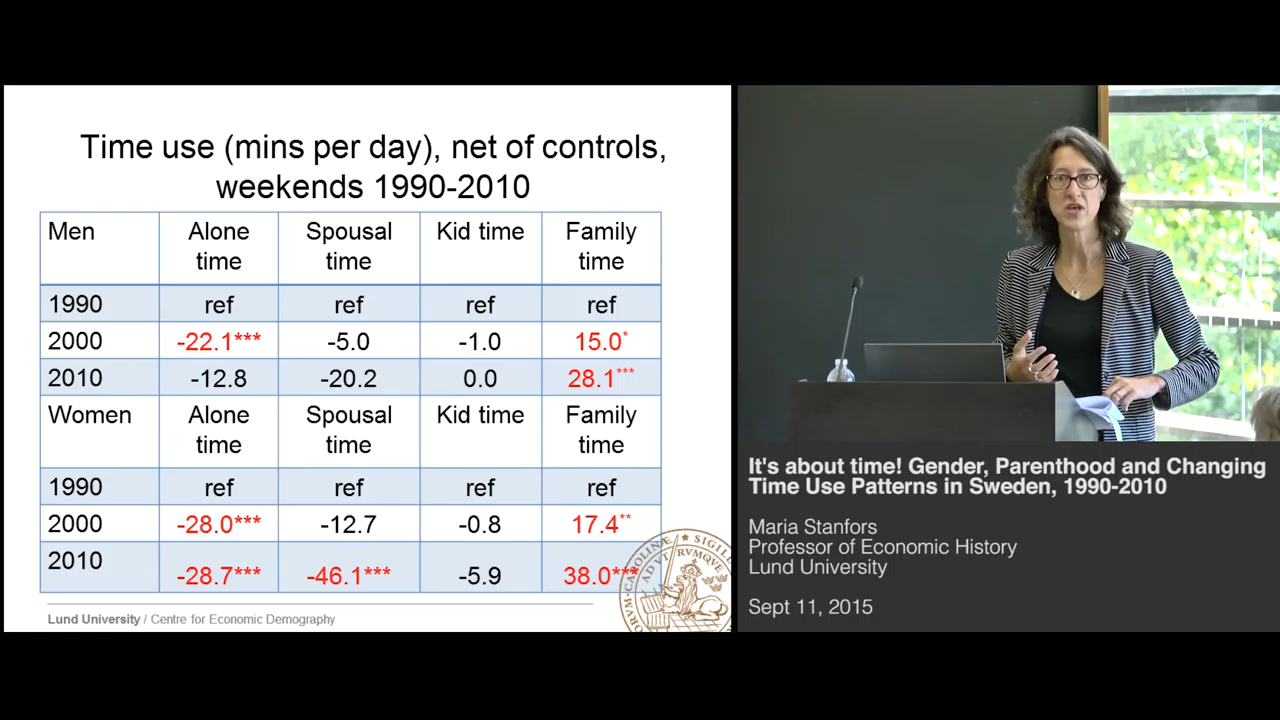 Time use (mins per day), net of controls,
weekends 1990-2010
Men Alone time Spousal time Kid time Family time
1990 ref ref ref ref
2000 -22.1*** -5.0 -1.0 15.0*
2010 -12.8 -20.2 0.0 28.1***
Women Alone time Spousal time Kid time Family time
1990 ref ref ref ref
2000 -28.0*** -12.7 -0.8 17.4**
2010 -28.7*** -46.1*** -5.9 38.0***
Lund University / Centre for Economic Demography
It's about time! Gender, Parenthood and Changing
Time Use Patterns in Sweden, 1990-2010
Maria Stanfors
Professor of Economic History
Lund University
Sept 11, 2015